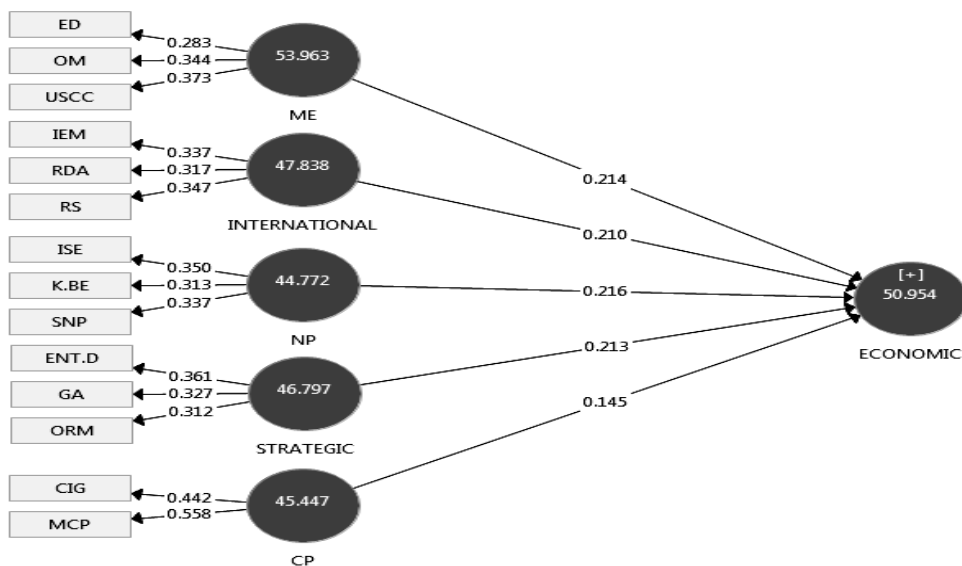 ED
0.283
OM
0.344
USCC
0.373
53.963
ME
IEM
0.337
RDA
0.317
RS
0.347
47.838
INTERNATIONAL
ISE
0.350
K.BE
0.313
SNP
0.337
44.772
NP
ENT.D
0.361
GA
0.327
ORM
0.312
46.797
STRATEGIC
CIG
0.442
MCP
0.558
45.447
CP
0.214
0.210
0.216
0.213
0.145
[+]
50.954
ECONOMIC